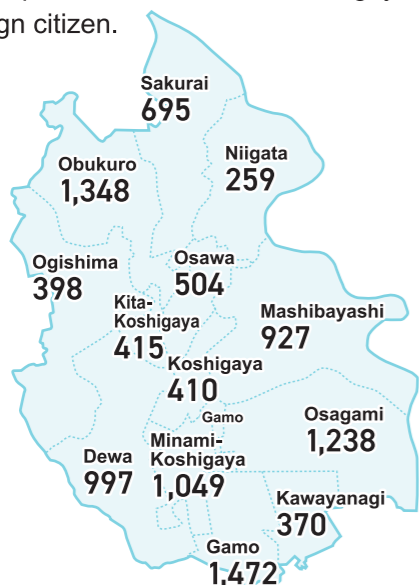 gn citizen.
Sakurai
695
Obukuro
1,348
Niigata
259
Ogishima
398
Osawa
504
Kita-
Koshigaya
415
Mashibayashi
927
Koshigaya
410
Gamo
Osagami
1,238
Dewa
997
Minami-
Koshigaya
1,049
Kawayanagi
370
Gamo
1,472